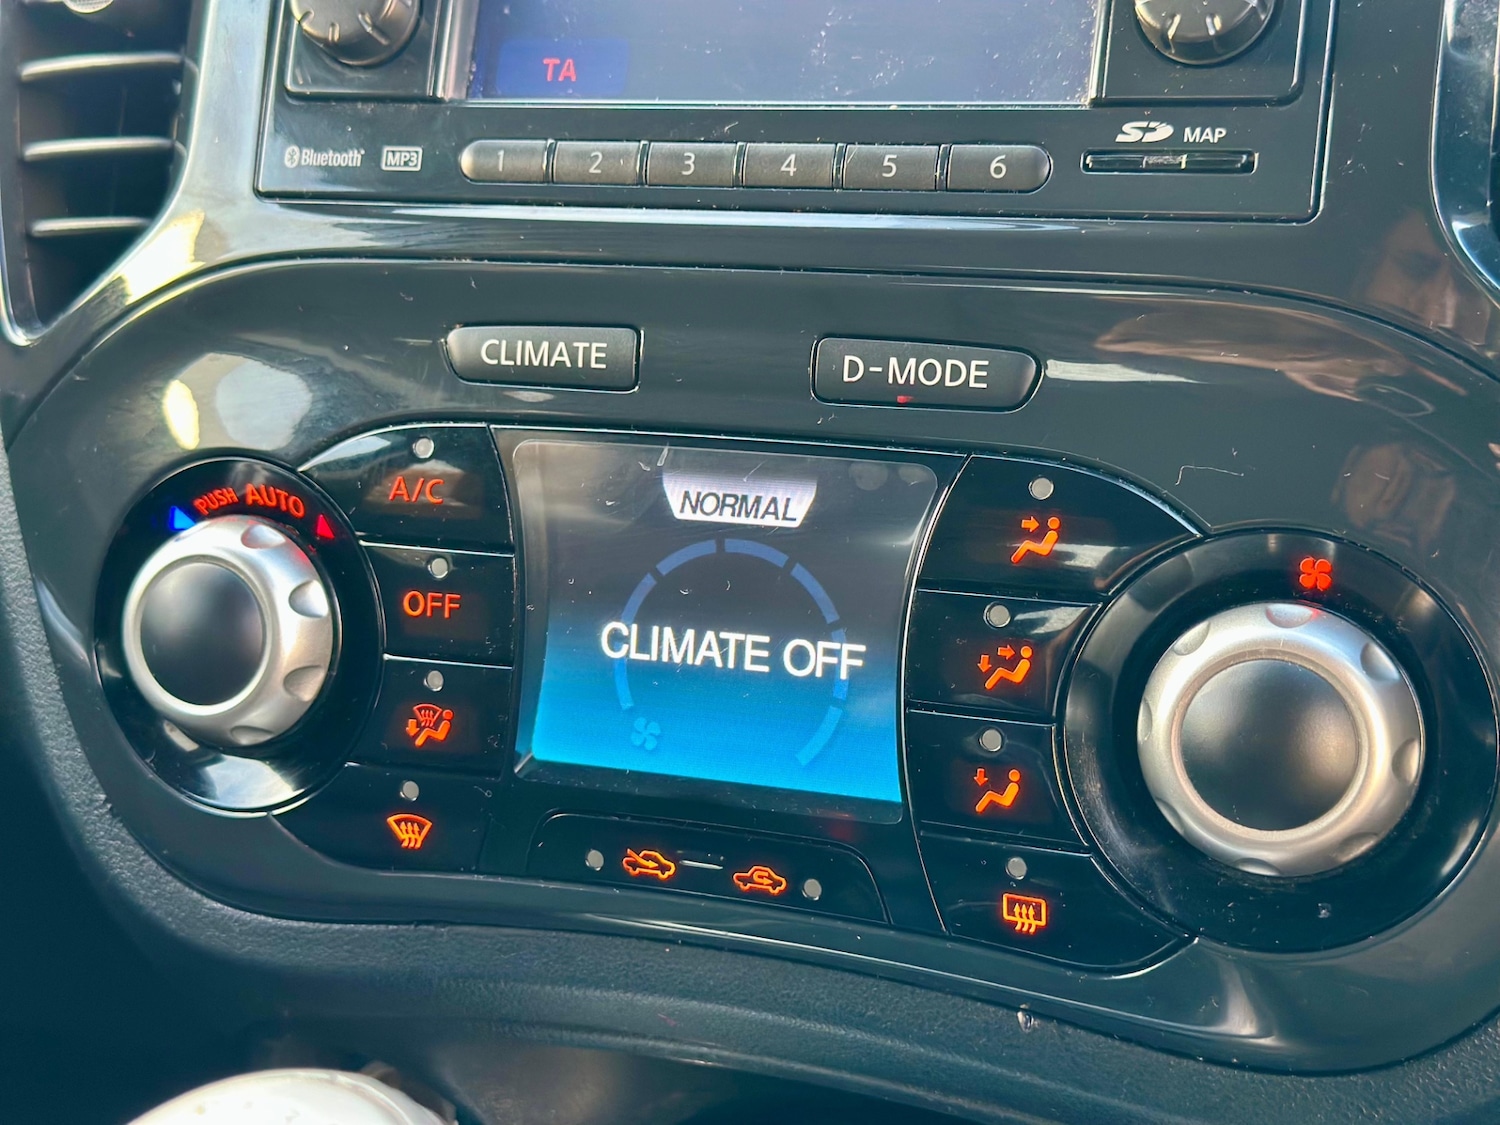 TA
Bluetooth MP3 1 2 3 4 5 6 SD MAP
CLIMATE D-MODE
PUSH AUTO
A/C
OFF
NORMAL
CLIMATE OFF